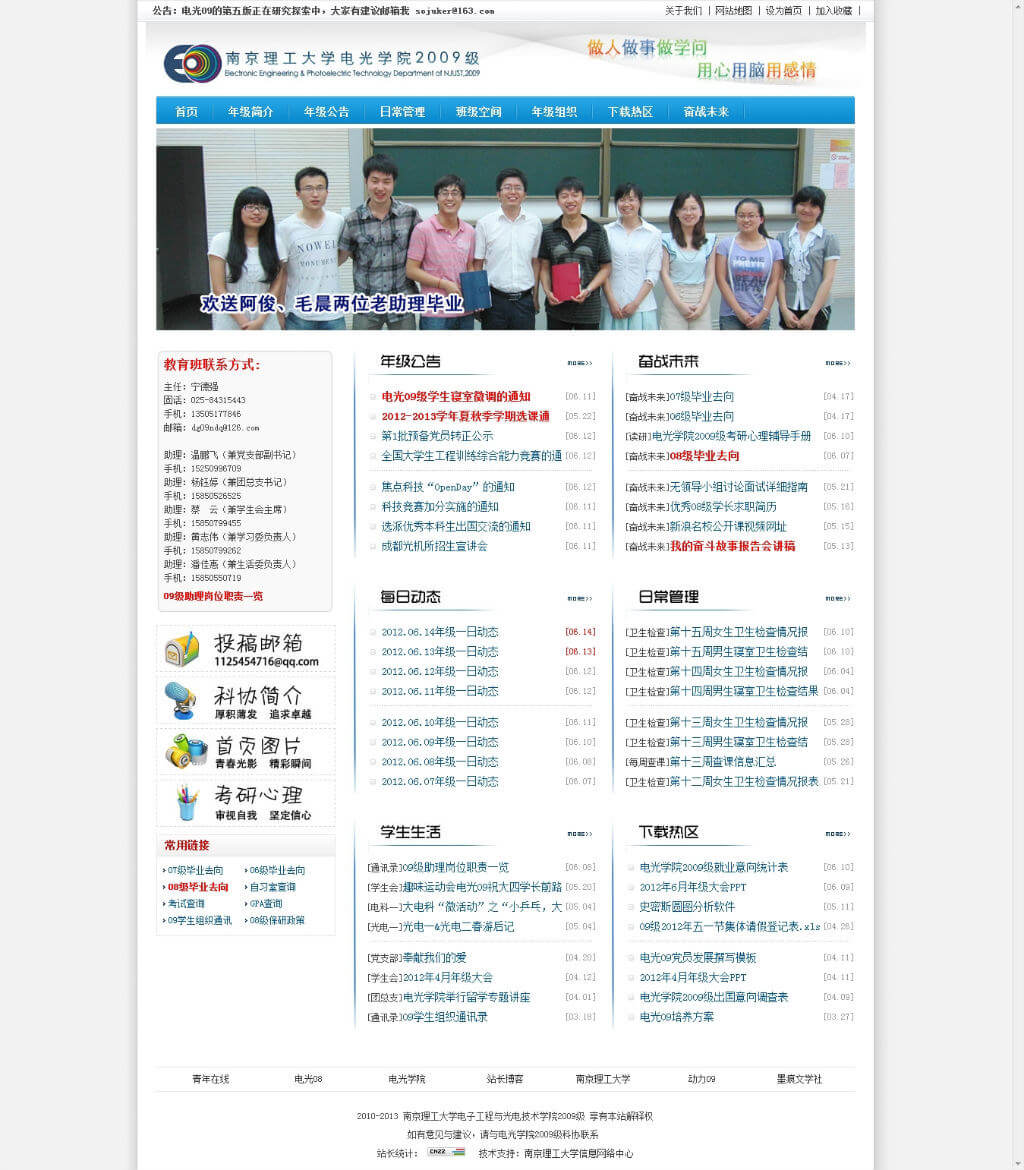 公告：电光09的第五版正在研究探索中，大家有建议邮箱我 sojuker@163.com
关于我们 | 网站地图 | 设为首页 | 加入收藏 |
南京理工大学电光学院2009级
Electronic Engineering & Photoelectric Technology Department of NJUST,2009
做人做事做学问
用心用脑用感情
首页 年级简介 年级公告 日常管理 班级空间 年级组织 下载热区 奋战未来
欢送阿俊、毛晨两位老助理毕业
教育班联系方式：
主任：宁德强
固话：025-84315443
手机：13505177846
邮箱：dg09ndq@126.com
助理：温鹏飞（兼党支部副书记）
手机：15250996709
助理：杨钰婷（兼团总支书记）
手机：15850526525
助理：蔡 云（兼学生会主席）
手机：15850799455
助理：黄志伟（兼学习委负责人）
手机：15850799262
助理：潘佳惠（兼生活委负责人）
手机：15850550719
09级助理岗位职责一览
投稿邮箱
1125454716@qq.com
科协简介
厚积薄发 追求卓越
首页图片
青春光影 精彩瞬间
考研心理
审视自我 坚定信心
常用链接
07级毕业去向 06级毕业去向
08级毕业去向 自习室查询
考试查询 GPA查询
09学生组织通讯 08级保研政策
年级公告 MORE>>
电光09级学生寝室微调的通知 [06.11]
2012-2013学年夏秋季学期选课通 [05.22]
第1批预备党员转正公示 [06.12]
全国大学生工程训练综合能力竞赛的通 [06.12]
焦点科技“OpenDay”的通知 [06.12]
科技竞赛加分实施的通知 [06.11]
选派优秀本科生出国交流的通知 [06.11]
成都光机所招生宣讲会 [06.11]
奋战未来 MORE>>
[奋战未来]07级毕业去向 [04.17]
[奋战未来]06级毕业去向 [04.17]
[读研]电光学院2009级考研心理辅导手册 [06.10]
[奋战未来]08级毕业去向 [06.07]
[奋战未来]无领导小组讨论面试详细指南 [05.21]
[奋战未来]优秀08级学长求职简历 [05.16]
[奋战未来]新浪名校公开课视频网址 [05.15]
[奋战未来]我的奋斗故事报告会讲稿 [05.13]
每日动态 MORE>>
2012.06.14年级一日动态 [06.14]
2012.06.13年级一日动态 [06.13]
2012.06.12年级一日动态 [06.12]
2012.06.11年级一日动态 [06.12]
2012.06.10年级一日动态 [06.11]
2012.06.09年级一日动态 [06.10]
2012.06.08年级一日动态 [06.08]
2012.06.07年级一日动态 [06.07]
日常管理 MORE>>
[卫生检查]第十五周女生卫生检查情况报 [06.10]
[卫生检查]第十五周男生寝室卫生检查结 [06.10]
[卫生检查]第十四周女生卫生检查情况报 [06.04]
[卫生检查]第十四周男生寝室卫生检查结果 [06.04]
[卫生检查]第十三周女生卫生检查情况报 [05.28]
[卫生检查]第十三周男生寝室卫生检查结 [05.28]
[每周查课]第十三周查课信息汇总 [05.26]
[卫生检查]第十二周女生卫生检查情况报表 [05.21]
学生生活 MORE>>
[通讯录]09级助理岗位职责一览 [06.08]
[学生会]趣味运动会电光09祝大四学长前路 [05.20]
[电科一]大电科“微活动”之“小乒乓，大 [05.04]
[光电一]光电一&光电二春游后记 [05.04]
[党支部]奉献我们的爱 [04.20]
[学生会]2012年4月年级大会 [04.12]
[团总支]电光学院举行留学专题讲座 [04.01]
[通讯录]09学生组织通讯录 [03.18]
下载热区 MORE>>
电光学院2009级就业意向统计表 [06.10]
2012年6月年级大会PPT [06.09]
史密斯圆图分析软件 [05.11]
09级2012年五一节集体请假登记表.xls [04.26]
电光09党员发展撰写模板 [04.11]
2012年4月年级大会PPT [04.11]
电光学院2009级出国意向调查表 [04.09]
电光09培养方案 [03.27]
青年在线 电光08 电光学院 站长博客 南京理工大学 动力09 墨痕文学社
2010-2013 南京理工大学电子工程与光电技术学院2009级 享有本站解释权
如有意见与建议，请与电光学院2009级科协联系
站长统计： CNZZ 技术支持：南京理工大学信息网络中心